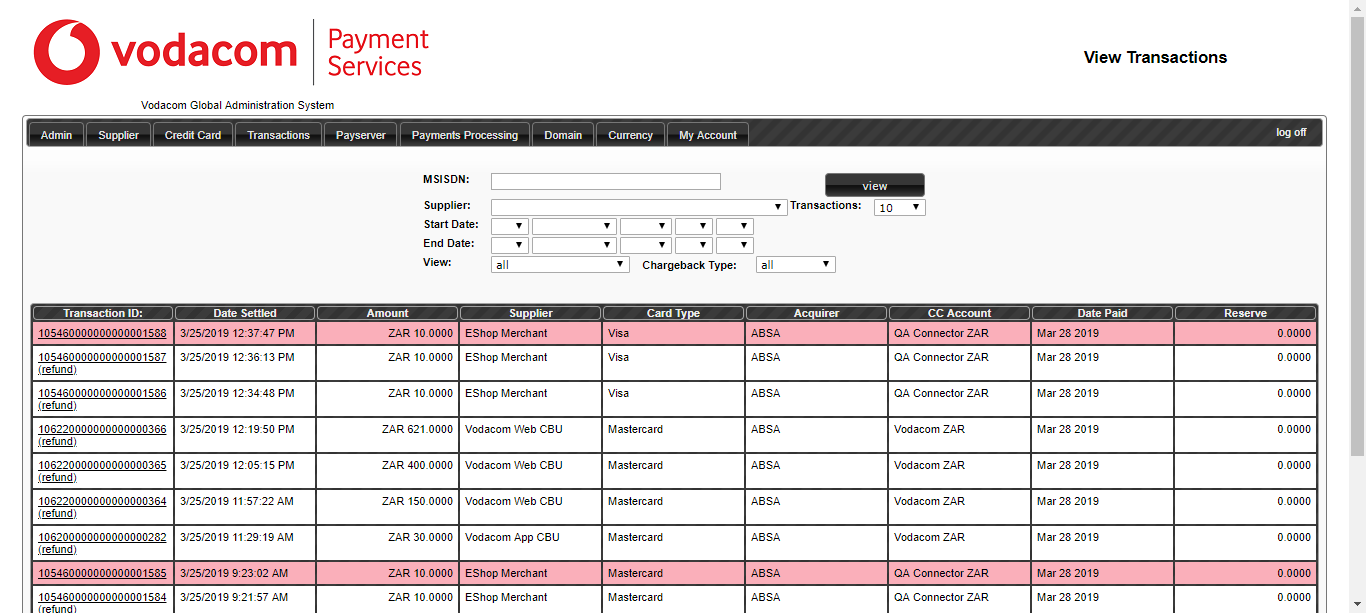 vodacom
Payment
Services
View Transactions
Vodacom Global Administration System
Admin Supplier Credit Card Transactions Payserver Payments Processing Domain Currency My Account log off
MSISDN: view
Supplier: Transactions: 10
Start Date:
End Date:
View: all Chargeback Type: all
Transaction ID: Date Settled Amount Supplier Card Type Acquirer CC Account Date Paid Reserve
105460000000000001588 3/25/2019 12:37:47 PM ZAR 10.0000 EShop Merchant Visa ABSA QA Connector ZAR Mar 28 2019 0.0000
105460000000000001587 3/25/2019 12:36:13 PM ZAR 10.0000 EShop Merchant Visa ABSA QA Connector ZAR Mar 28 2019 0.0000
(refund)
105460000000000001586 3/25/2019 12:34:48 PM ZAR 10.0000 EShop Merchant Visa ABSA QA Connector ZAR Mar 28 2019 0.0000
(refund)
106220000000000000366 3/25/2019 12:19:50 PM ZAR 621.0000 Vodacom Web CBU Mastercard ABSA Vodacom ZAR Mar 28 2019 0.0000
(refund)
106220000000000000365 3/25/2019 12:05:15 PM ZAR 400.0000 Vodacom Web CBU Mastercard ABSA Vodacom ZAR Mar 28 2019 0.0000
(refund)
106220000000000000364 3/25/2019 11:57:22 AM ZAR 150.0000 Vodacom Web CBU Mastercard ABSA Vodacom ZAR Mar 28 2019 0.0000
(refund)
106200000000000000282 3/25/2019 11:29:19 AM ZAR 30.0000 Vodacom App CBU Mastercard ABSA Vodacom ZAR Mar 28 2019 0.0000
(refund)
105460000000000001585 3/25/2019 9:23:02 AM ZAR 10.0000 EShop Merchant Mastercard ABSA QA Connector ZAR Mar 28 2019 0.0000
105460000000000001584 3/25/2019 9:21:57 AM ZAR 10.0000 EShop Merchant Mastercard ABSA QA Connector ZAR Mar 28 2019 0.0000
(refund)